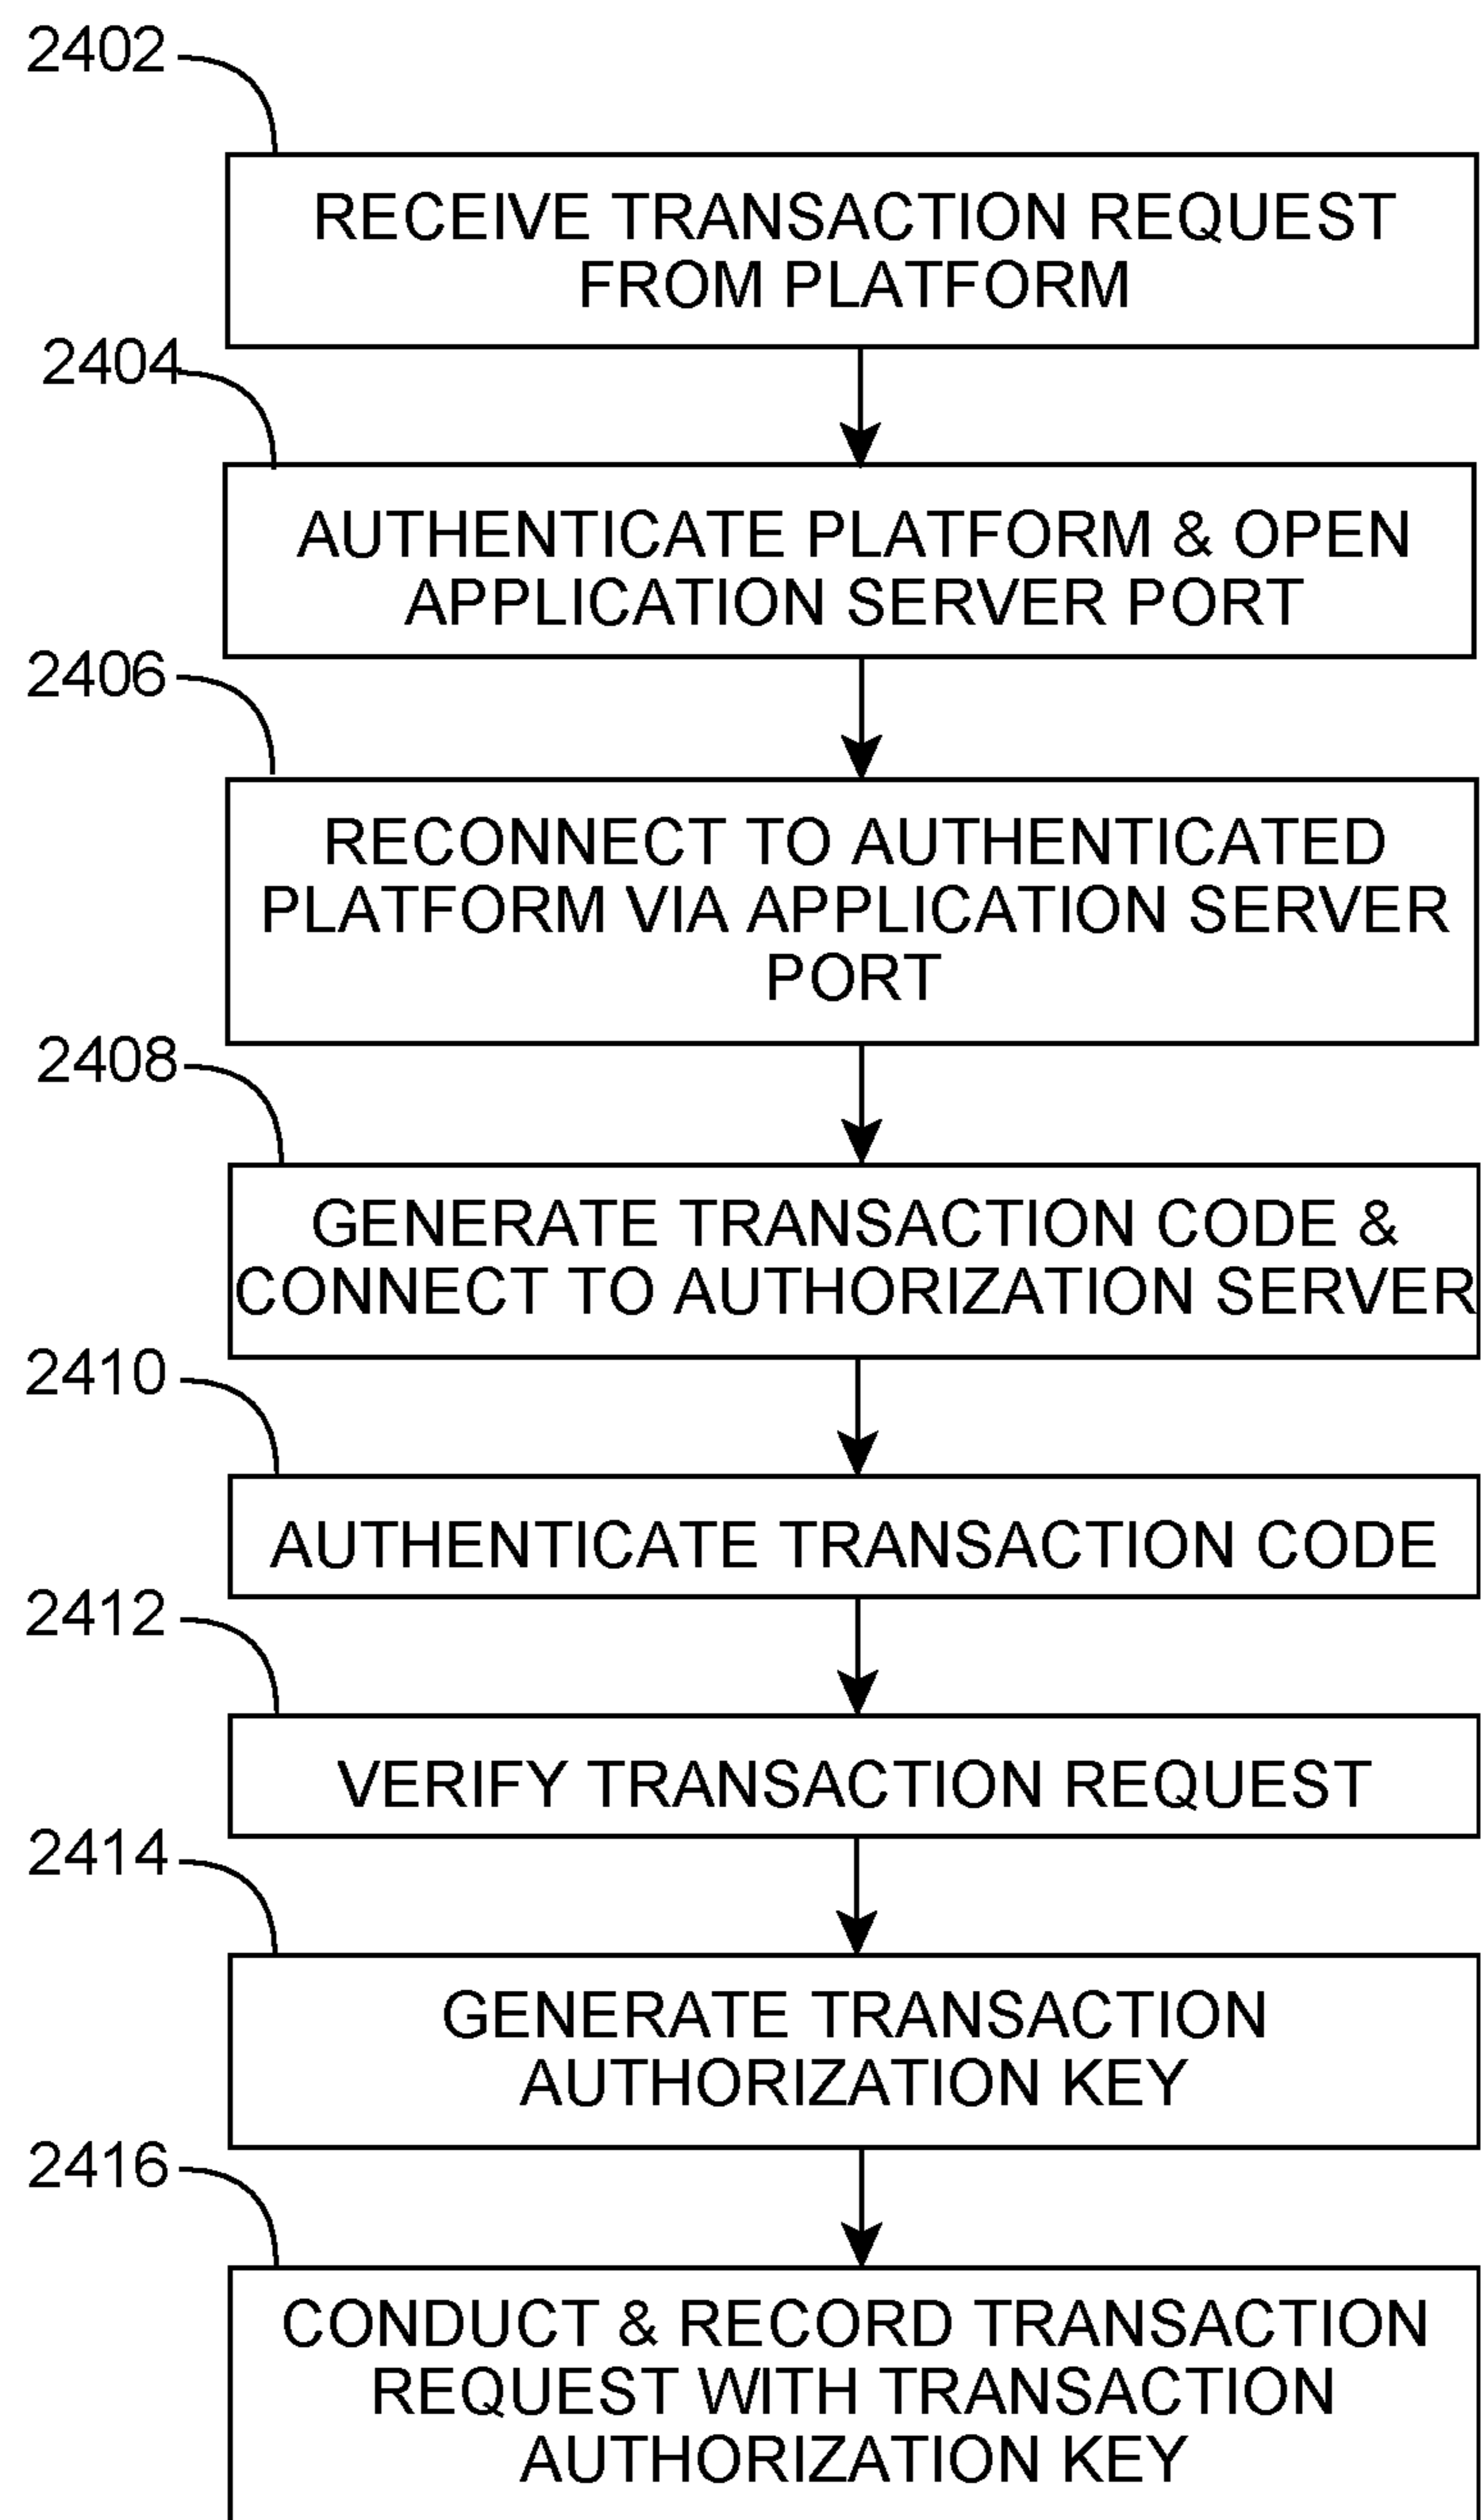 2402
RECEIVE TRANSACTION REQUEST
FROM PLATFORM
2404
AUTHENTICATE PLATFORM & OPEN
APPLICATION SERVER PORT
2406
RECONNECT TO AUTHENTICATED
PLATFORM VIA APPLICATION SERVER
PORT
2408
GENERATE TRANSACTION CODE &
CONNECT TO AUTHORIZATION SERVER
2410
AUTHENTICATE TRANSACTION CODE
2412
VERIFY TRANSACTION REQUEST
2414
GENERATE TRANSACTION
AUTHORIZATION KEY
2416
CONDUCT & RECORD TRANSACTION
REQUEST WITH TRANSACTION
AUTHORIZATION KEY